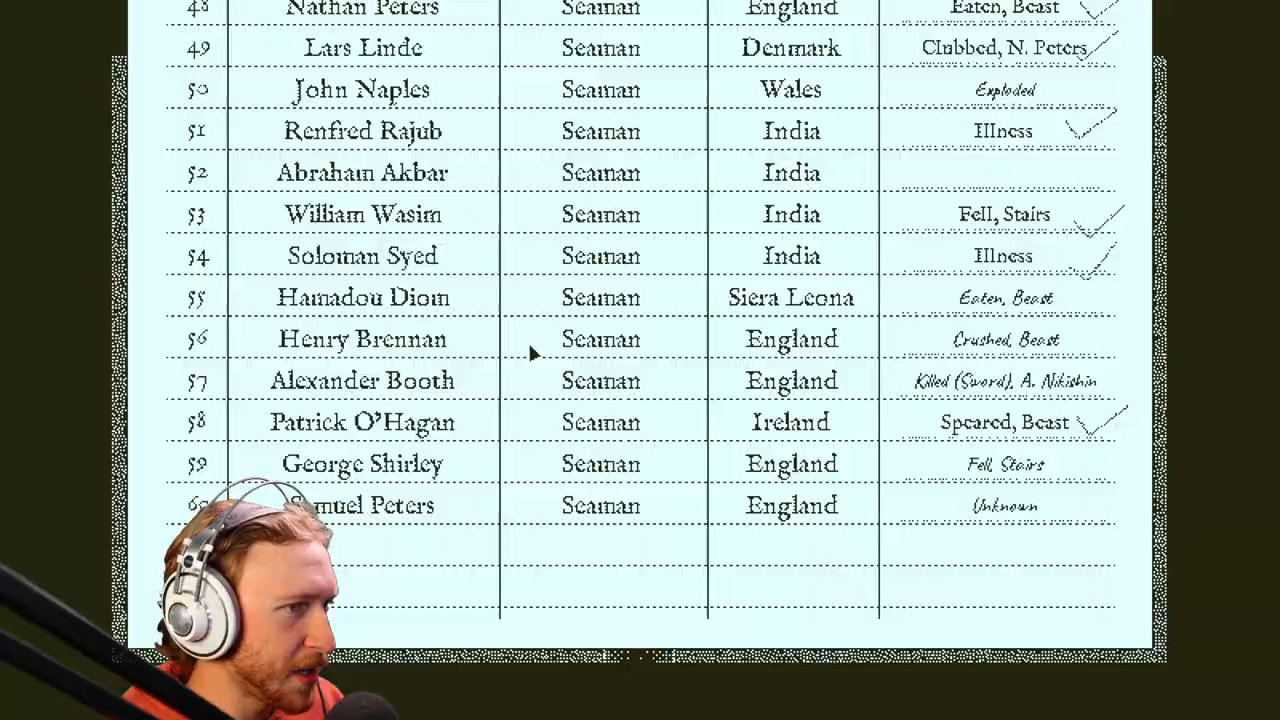 48 Nathan Peters Seaman England Eaten, Beast
49 Lars Linde Seaman Denmark Clubbed, N. Peters
50 John Naples Seaman Wales Exploded
51 Renfred Rajub Seaman India Illness
52 Abraham Akbar Seaman India
53 William Wasim Seaman India Fell, Stairs
54 Soloman Syed Seaman India Illness
55 Hamadou Diom Seaman Siera Leona Eaten, Beast
56 Henry Brennan Seaman England Crushed, Beast
57 Alexander Booth Seaman England Killed (Sword), A. Nikishin
58 Patrick O'Hagan Seaman Ireland Speared, Beast
59 George Shirley Seaman England Fell, Stairs
Peters Seaman England Unknown